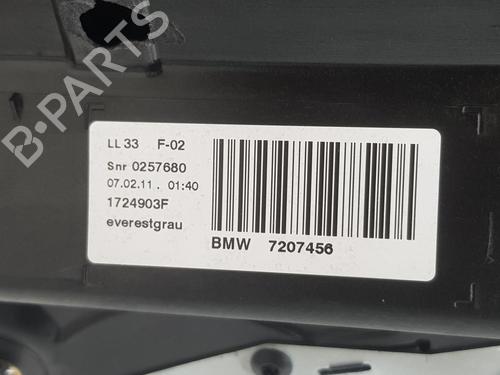 B-PARTS
LL 33 F-02
Snr 0257680
07.02.11 . 01:40
1724903F
everestgrau
BMW 7207456